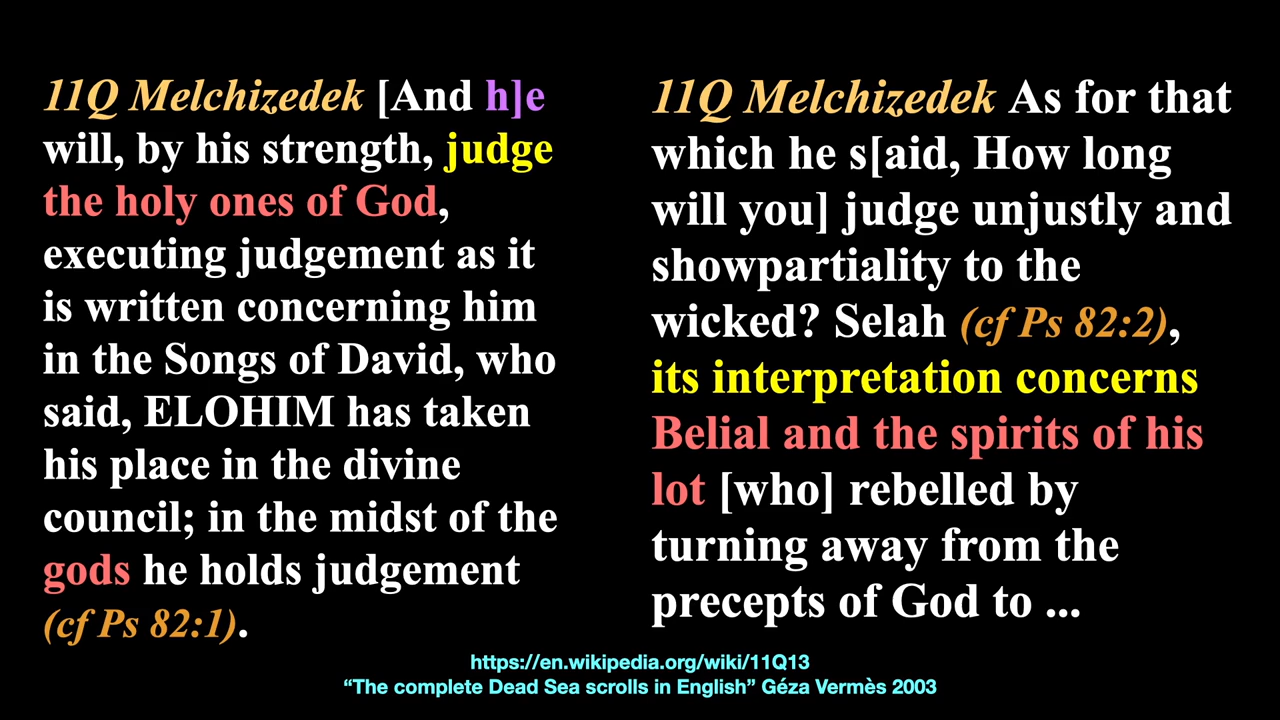 11Q Melchizedek [And h]e
will, by his strength, judge
the holy ones of God,
executing judgement as it
is written concerning him
in the Songs of David, who
said, ELOHIM has taken
his place in the divine
council; in the midst of the
gods he holds judgement
(cf Ps 82:1).
11Q Melchizedek As for that
which he s[aid, How long
will you] judge unjustly and
showpartiality to the
wicked? Selah (cf Ps 82:2),
its interpretation concerns
Belial and the spirits of his
lot [who] rebelled by
turning away from the
precepts of God to ...
https://en.wikipedia.org/wiki/11Q13
“The complete Dead Sea scrolls in English” Géza Vermès 2003